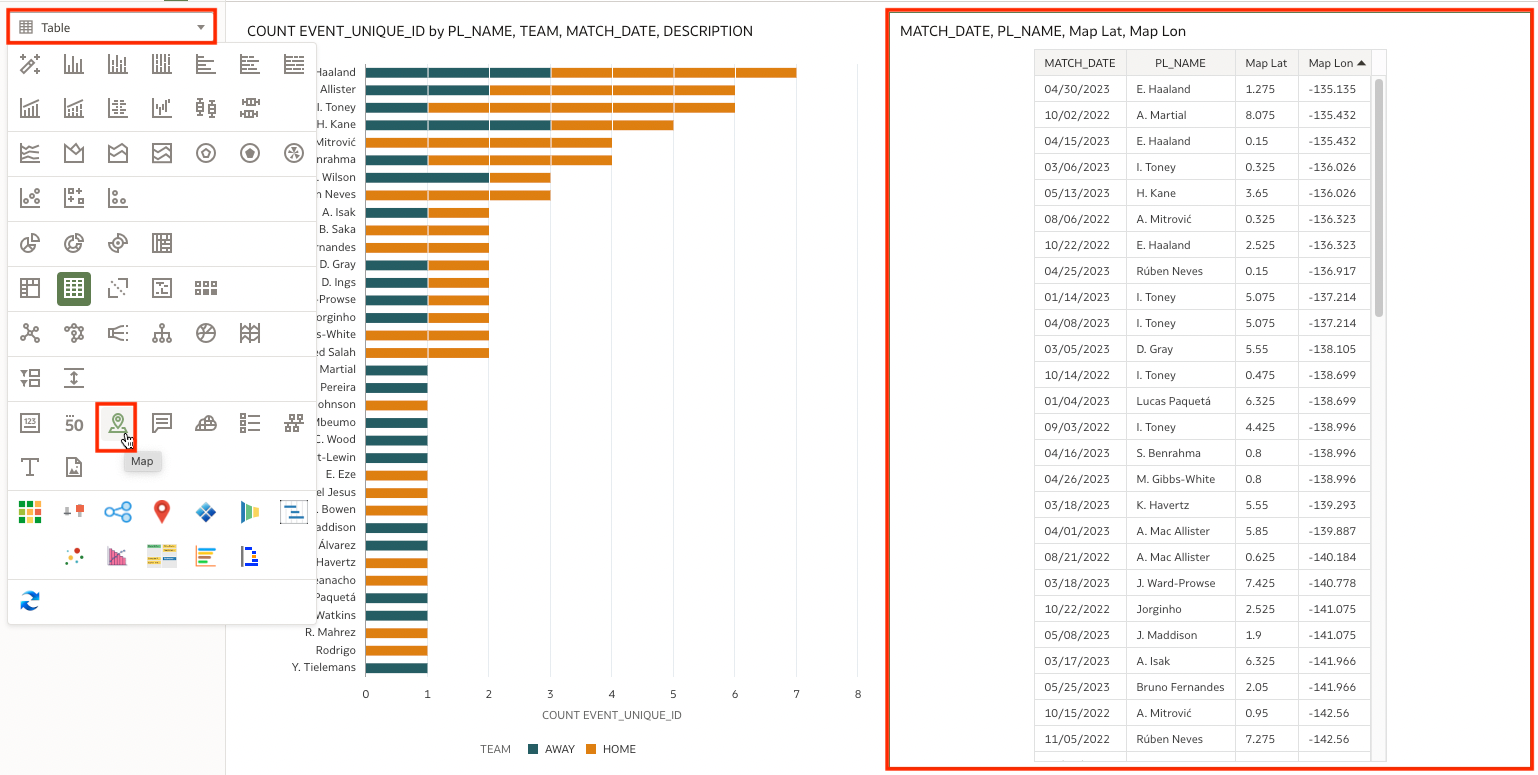 Table
123
50
Map
COUNT EVENT_UNIQUE_ID by PL_NAME, TEAM, MATCH_DATE, DESCRIPTION
Haaland
Allister
I. Toney
H. Kane
Mitrović
nrahma
. Wilson
n Neves
A. Isak
B. Saka
rnandes
D. Gray
D. Ings
-Prowse
orginho
s-White
ed Salah
Martial
Pereira
ohnson
Mbeumo
C. Wood
t-Lewin
E. Eze
el Jesus
. Bowen
addison
Álvarez
Havertz
eanacho
Paquetá
Watkins
R. Mahrez
Rodrigo
Y. Tielemans
0 1 2 3 4 5 6 7 8
COUNT EVENT_UNIQUE_ID
TEAM AWAY HOME
MATCH_DATE, PL_NAME, Map Lat, Map Lon
MATCH_DATE PL_NAME Map Lat Map Lon
04/30/2023 E. Haaland 1.275 -135.135
10/02/2022 A. Martial 8.075 -135.432
04/15/2023 E. Haaland 0.15 -135.432
03/06/2023 I. Toney 0.325 -136.026
05/13/2023 H. Kane 3.65 -136.026
08/06/2022 A. Mitrović 0.325 -136.323
10/22/2022 E. Haaland 2.525 -136.323
04/25/2023 Rúben Neves 0.15 -136.917
01/14/2023 I. Toney 5.075 -137.214
04/08/2023 I. Toney 5.075 -137.214
03/05/2023 D. Gray 5.55 -138.105
10/14/2022 I. Toney 0.475 -138.699
01/04/2023 Lucas Paquetá 6.325 -138.699
09/03/2022 I. Toney 4.425 -138.996
04/16/2023 S. Benrahma 0.8 -138.996
04/26/2023 M. Gibbs-White 0.8 -138.996
03/18/2023 K. Havertz 5.55 -139.293
04/01/2023 A. Mac Allister 5.85 -139.887
08/21/2022 A. Mac Allister 0.625 -140.184
03/18/2023 J. Ward-Prowse 7.425 -140.778
10/22/2022 Jorginho 2.525 -141.075
05/08/2023 J. Maddison 1.9 -141.075
03/17/2023 A. Isak 6.325 -141.966
05/25/2023 Bruno Fernandes 2.05 -141.966
10/15/2022 A. Mitrović 0.95 -142.56
11/05/2022 Rúben Neves 7.275 -142.56